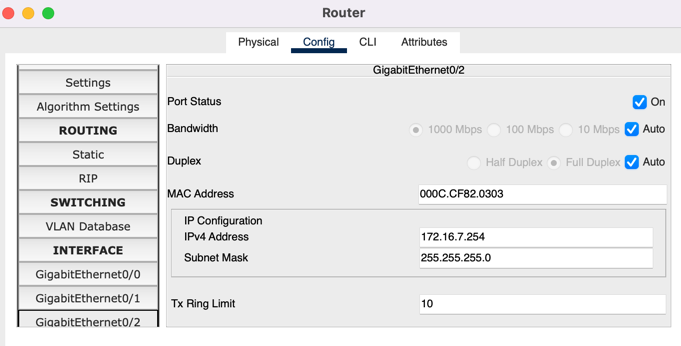 Router
Physical Config CLI Attributes
Settings
Algorithm Settings
ROUTING
Static
RIP
SWITCHING
VLAN Database
INTERFACE
GigabitEthernet0/0
GigabitEthernet0/1
GigabitEthernet0/2
GigabitEthernet0/2
Port Status On
Bandwidth 1000 Mbps 100 Mbps 10 Mbps Auto
Duplex Half Duplex Full Duplex Auto
MAC Address 000C.CF82.0303
IP Configuration
IPv4 Address 172.16.7.254
Subnet Mask 255.255.255.0
Tx Ring Limit 10